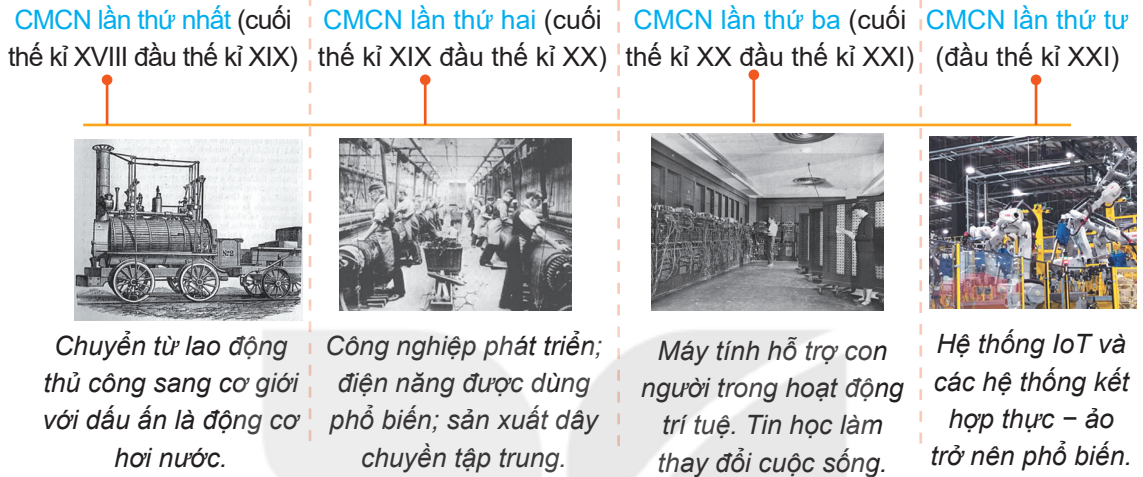 CMCN lần thứ nhất (cuối
thế kỉ XVIII đầu thế kỉ XIX)
CMCN lần thứ hai (cuối
thế kỉ XIX đầu thế kỉ XX)
CMCN lần thứ ba (cuối
thế kỉ XX đầu thế kỉ XXI)
CMCN lần thứ tư
(đầu thế kỉ XXI)
Nº2
Chuyển từ lao động
thủ công sang cơ giới
với dấu ấn là động cơ
hơi nước.
Công nghiệp phát triển;
điện năng được dùng
phổ biến; sản xuất dây
chuyền tập trung.
Máy tính hỗ trợ con
người trong hoạt động
trí tuệ. Tin học làm
thay đổi cuộc sống.
Hệ thống IoT và
các hệ thống kết
hợp thực – ảo
trở nên phổ biến.